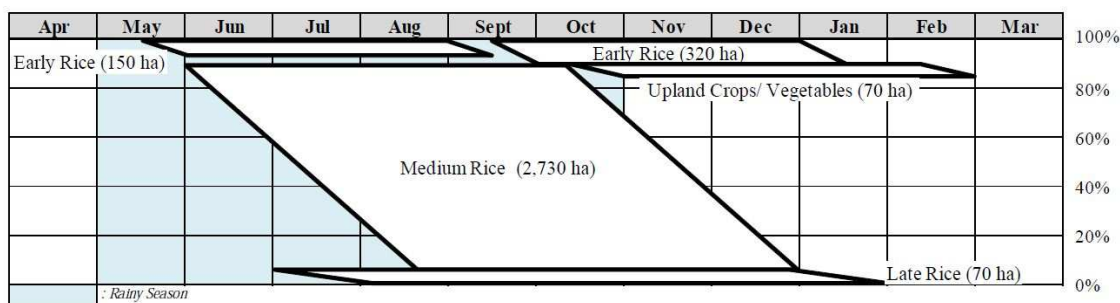 Apr May Jun Jul Aug Sept Oct Nov Dec Jan Feb Mar
100%
Early Rice (150 ha) Early Rice (320 ha)
Upland Crops/ Vegetables (70 ha) 80%
60%
Medium Rice (2,730 ha)
40%
20%
Late Rice (70 ha) 0%
: Rainy Season